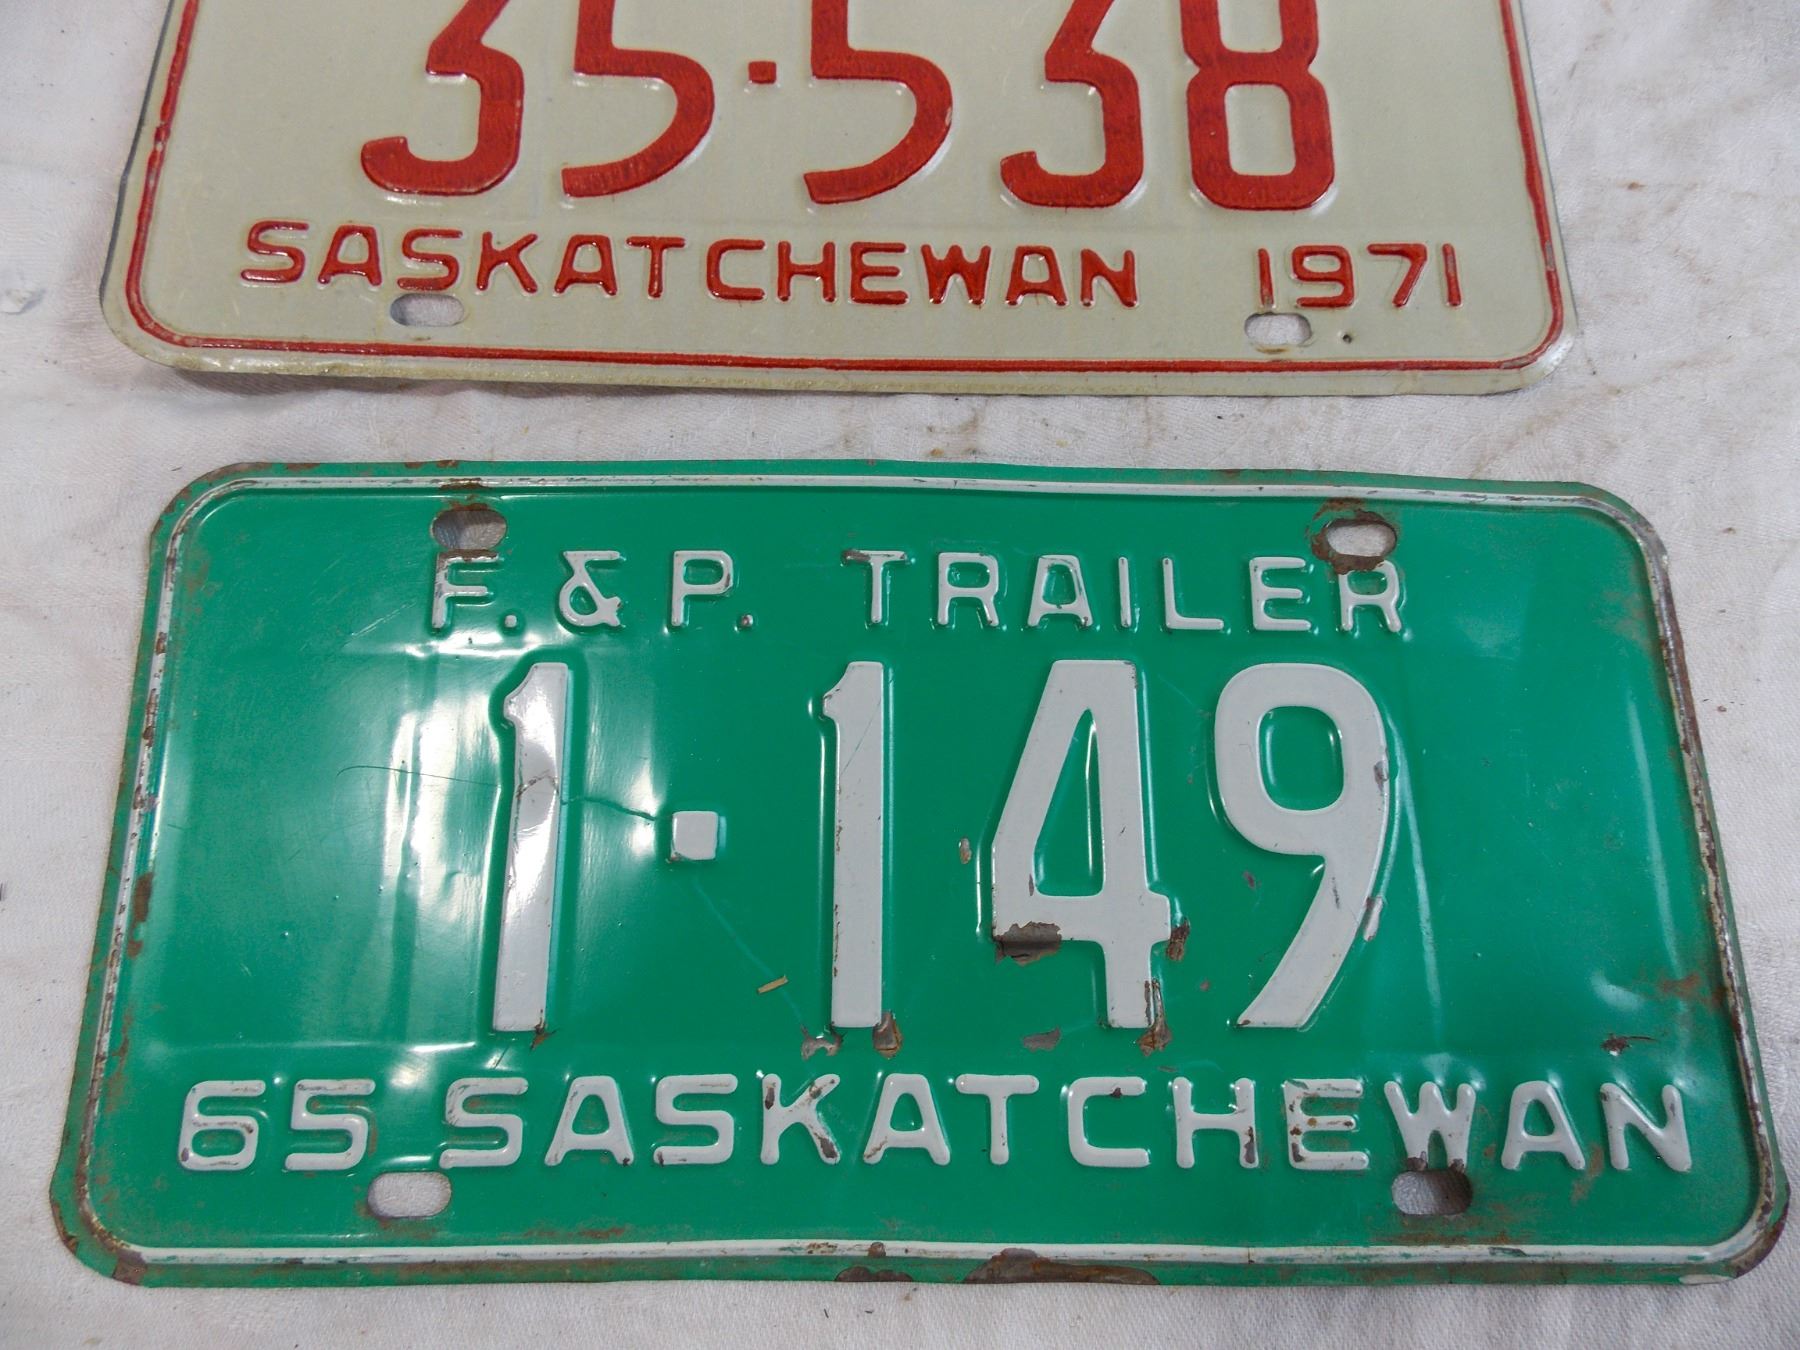 35·538
SASKATCHEWAN 1971
F. & P. TRAILER
1·149
65 SASKATCHEWAN